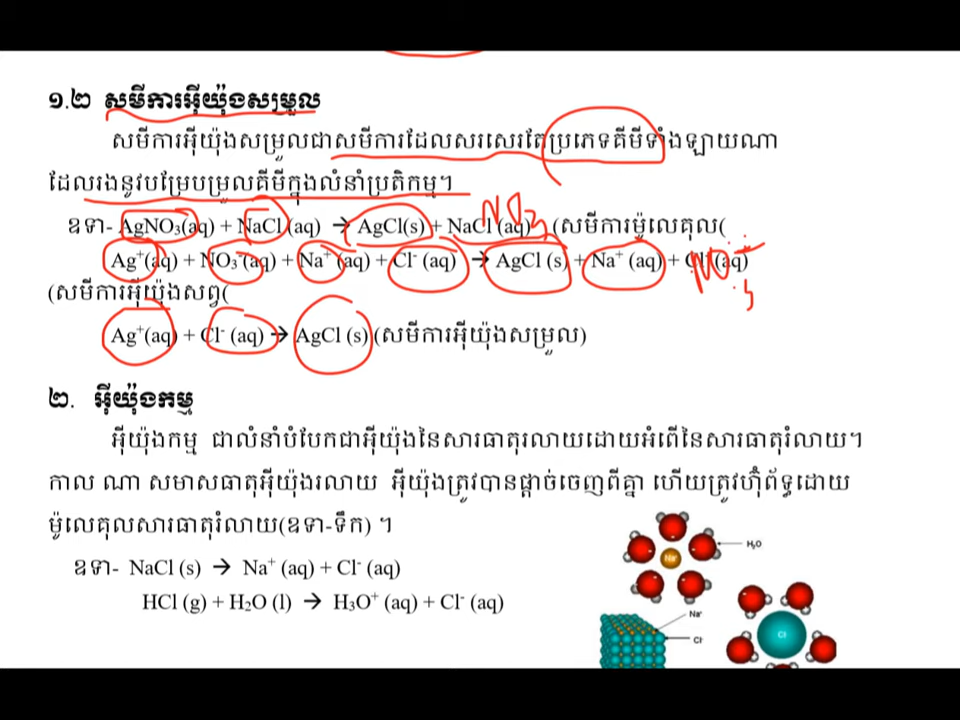 ១.២ សមីការអ៊ីយ៉ុងសម្រួល
សមីការអ៊ីយ៉ុងសម្រួលជាសមីការដែលសរសេរតែប្រភេទគីមីទាំងឡាយណា
ដែលរងនូវបម្រែបម្រួលគីមីក្នុងលំនាំប្រតិកម្ម។
NO3
ឧទា- AgNO₃(aq) + NaCl (aq) → AgCl(s) + NaCl (aq) (សមីការម៉ូលេគុល(
Ag⁺(aq) + NO₃⁻(aq) + Na⁺ (aq) + Cl⁻ (aq) → AgCl (s) + Na⁺ (aq) + Cl⁻ (aq)
NO3⁻
(សមីការអ៊ីយ៉ុងសព្វ(
Ag⁺(aq) + Cl⁻ (aq) → AgCl (s) (សមីការអ៊ីយ៉ុងសម្រួល)
២. អ៊ីយ៉ុងកម្ម
អ៊ីយ៉ុងកម្ម ជាលំនាំបំបែកជាអ៊ីយ៉ុងនៃសារធាតុរលាយដោយអំពើនៃសារធាតុរំលាយ។
កាល ណា សមាសធាតុអ៊ីយ៉ុងរលាយ អ៊ីយ៉ុងត្រូវបានផ្តាច់ចេញពីគ្នា ហើយត្រូវហ៊ុំព័ទ្ធដោយ
ម៉ូលេគុលសារធាតុរំលាយ(ឧទា-ទឹក) ។
ឧទា- NaCl (s) → Na⁺ (aq) + Cl⁻ (aq)
HCl (g) + H₂O (l) → H₃O⁺ (aq) + Cl⁻ (aq)
H₂O
Na⁺
Na⁺
Cl⁻
Cl⁻